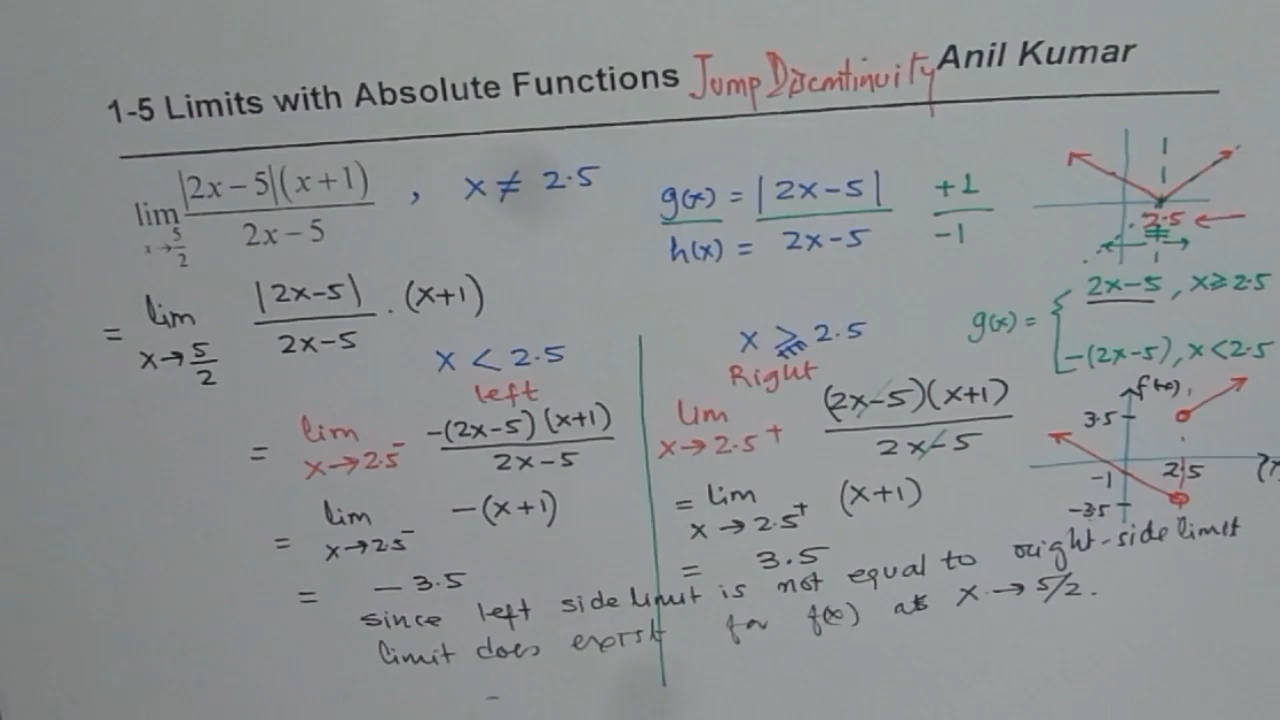 1-5 Limits with Absolute Functions Jump Discontinuity Anil Kumar
lim x→5/2 |2x−5|(x+1) / 2x−5 , x ≠ 2.5
g(x) = |2x−5| +1
h(x) = 2x−5 −1
2.5
= lim x→5/2 |2x−5| / 2x−5 . (x+1)
g(x) = { 2x−5, x ⩾ 2.5
−(2x−5), x < 2.5
x < 2.5
left
= lim x→2.5⁻ −(2x−5)(x+1) / 2x−5
= lim x→2.5⁻ −(x+1)
= −3.5
x ⩾ 2.5
Right
lim x→2.5+ (2x−5)(x+1) / 2x−5
= lim x→2.5⁺ (x+1)
= 3.5
f(x)
3.5
2.5
−1
−3.5
since left side limit is not equal to right-side limit
limit does exist for f(x) as x → 5/2.